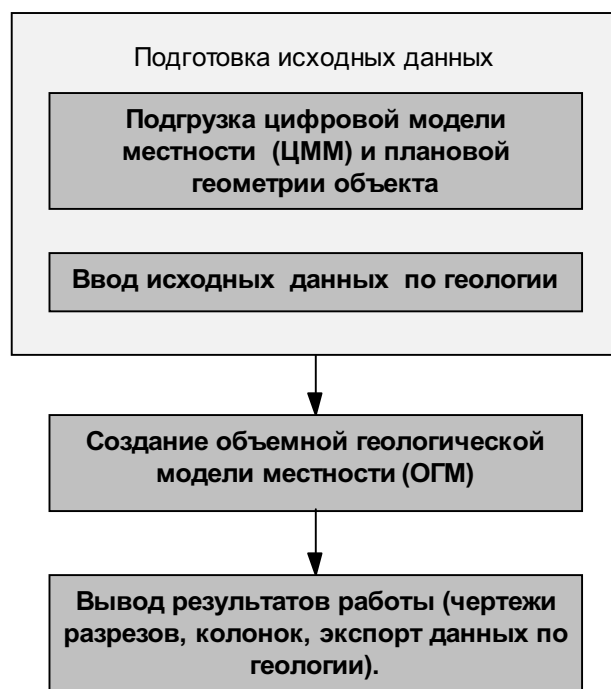 Подготовка исходных данных
Подгрузка цифровой модели
местности (ЦММ) и плановой
геометрии объекта
Ввод исходных данных по геологии
Создание объемной геологической
модели местности (ОГМ)
Вывод результатов работы (чертежи
разрезов, колонок, экспорт данных по
геологии).